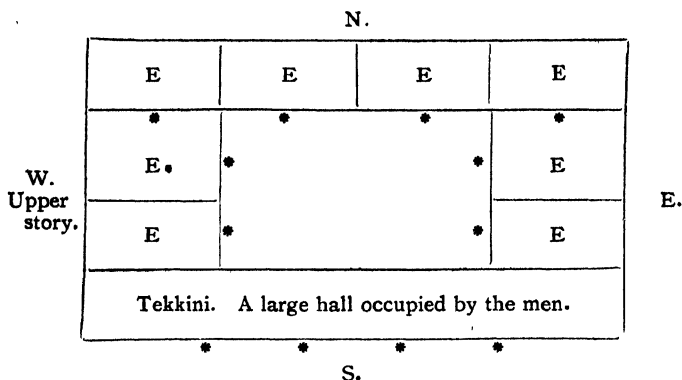 N.
E E E E
E. E
W.
Upper
story.
E.
E E
Tekkini. A large hall occupied by the men.
* * * *
S.